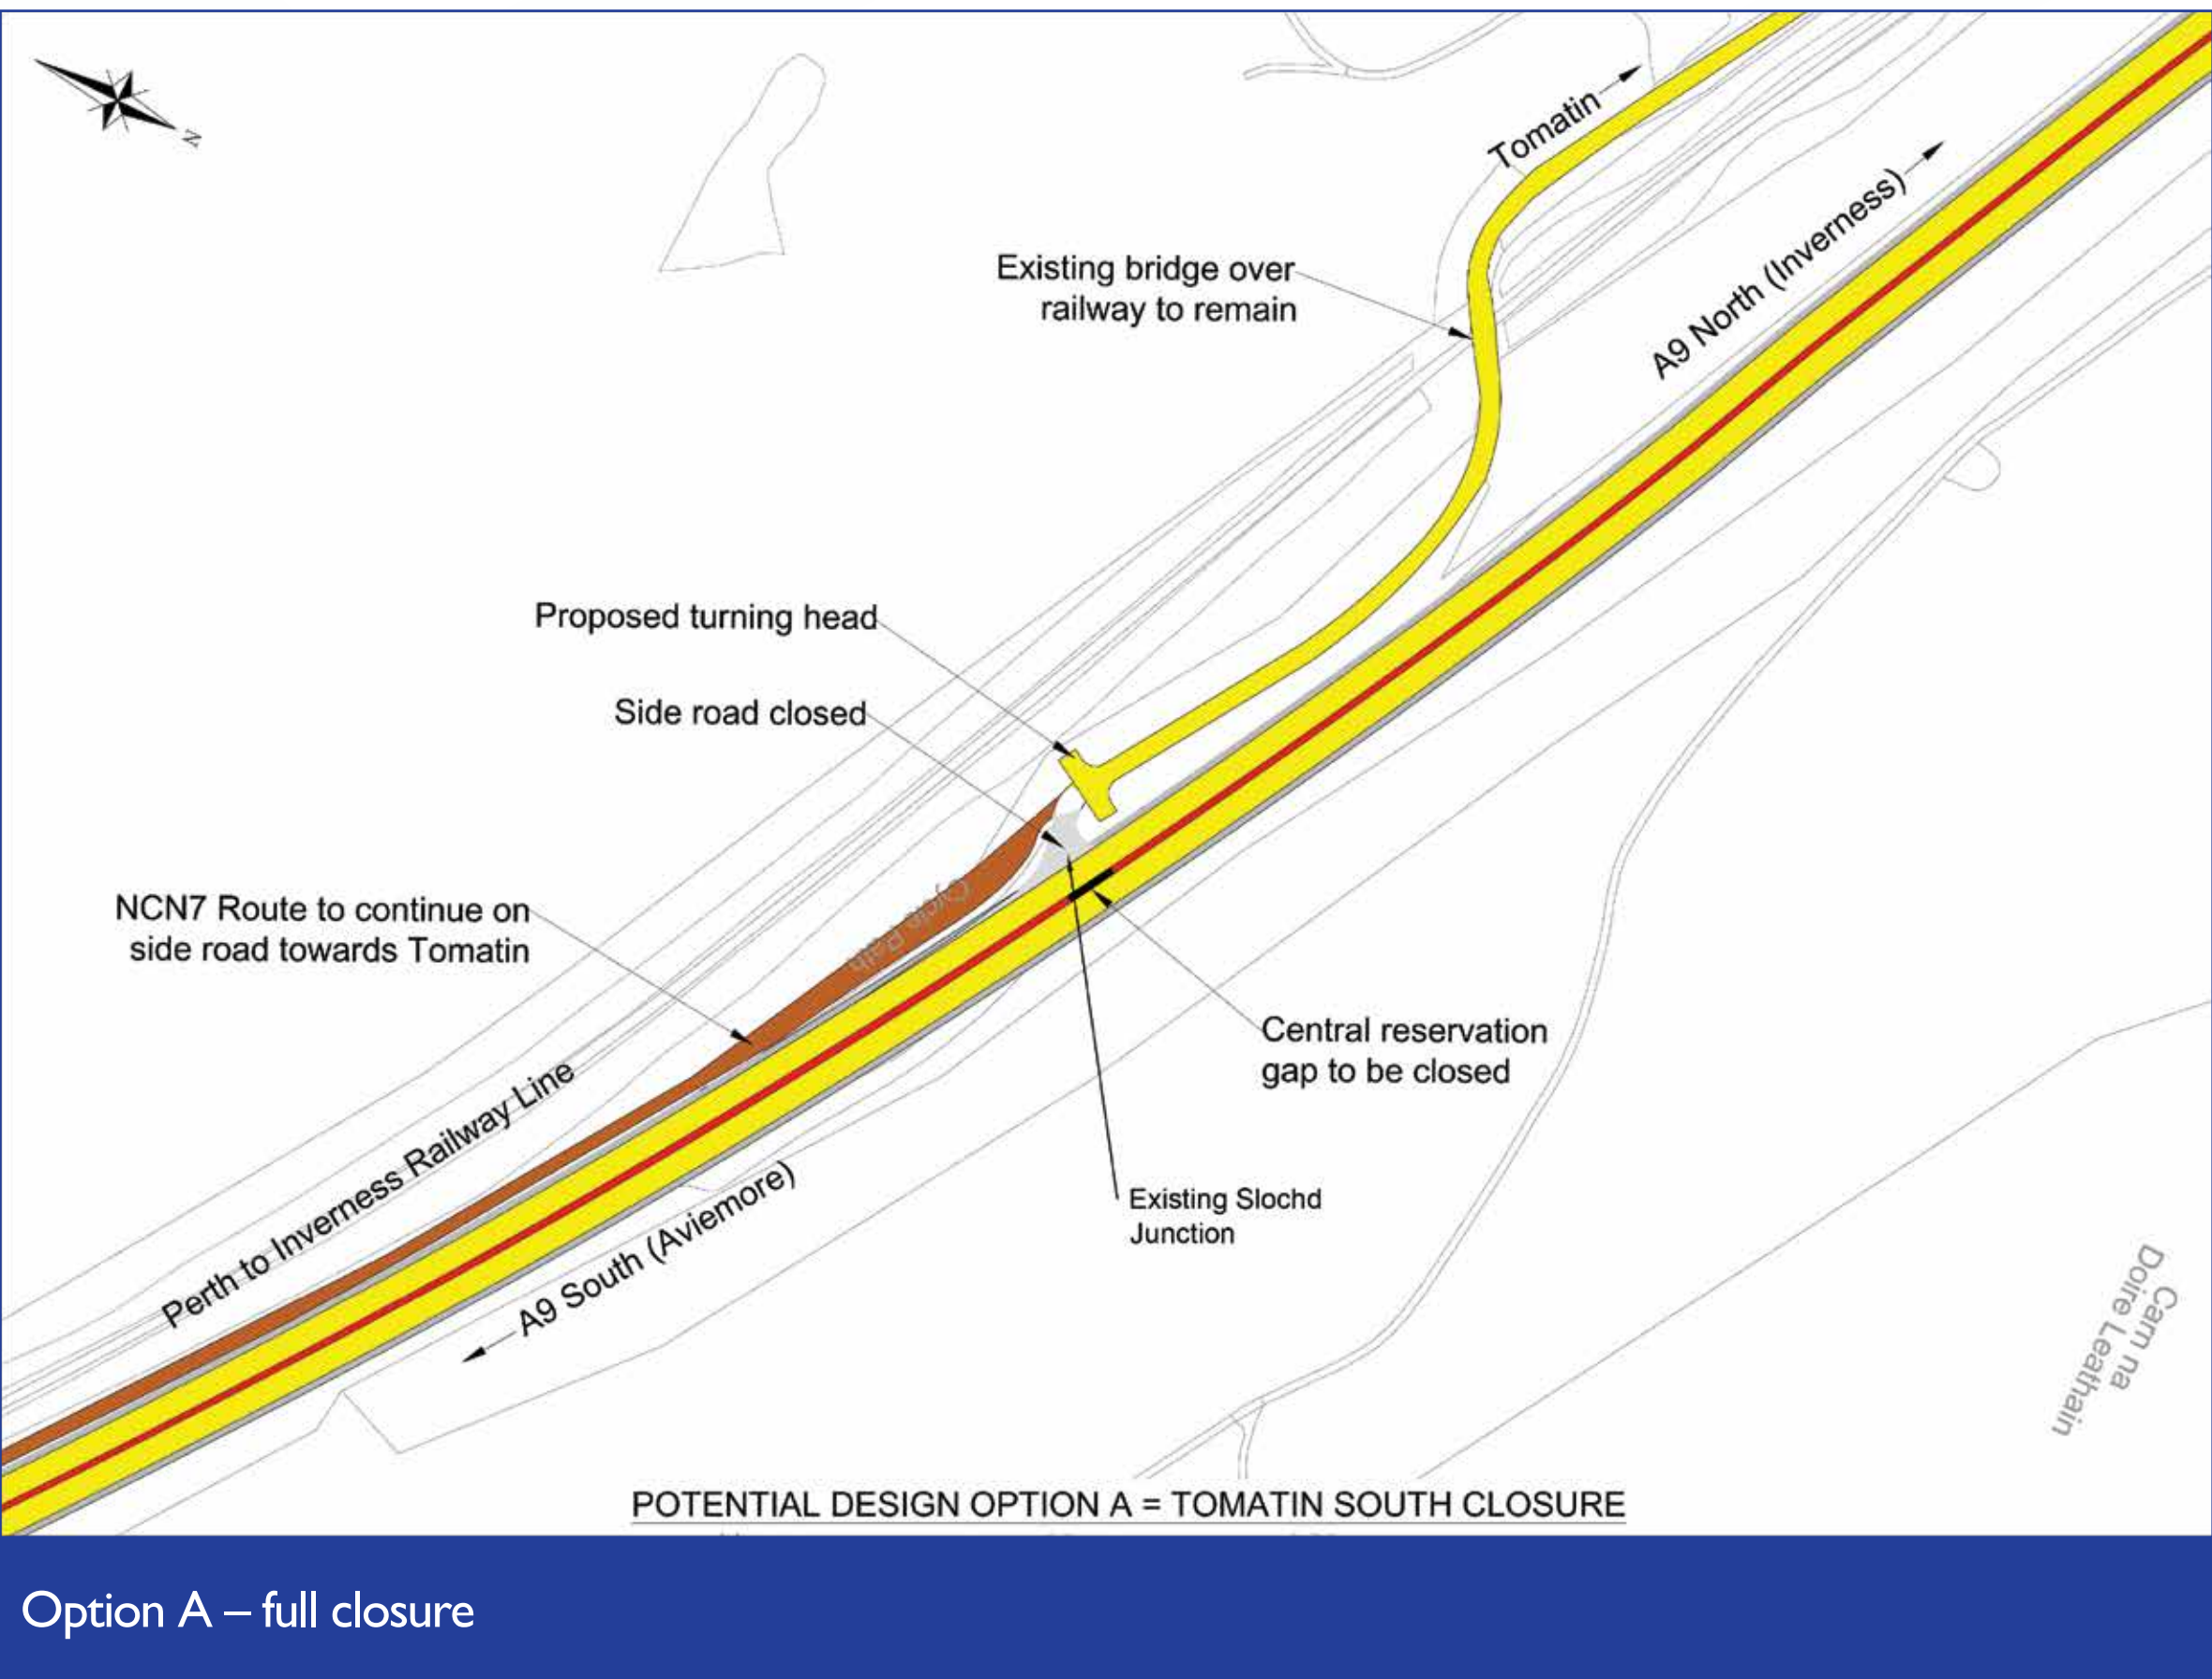 N
Tomatin
A9 North (Inverness)
Existing bridge over
railway to remain
Proposed turning head
Side road closed
Cycle Path
NCN7 Route to continue on
side road towards Tomatin
Central reservation
gap to be closed
Perth to Inverness Railway Line
A9 South (Aviemore)
Existing Slochd
Junction
Carn na
Doire Leathain
POTENTIAL DESIGN OPTION A = TOMATIN SOUTH CLOSURE
Option A – full closure